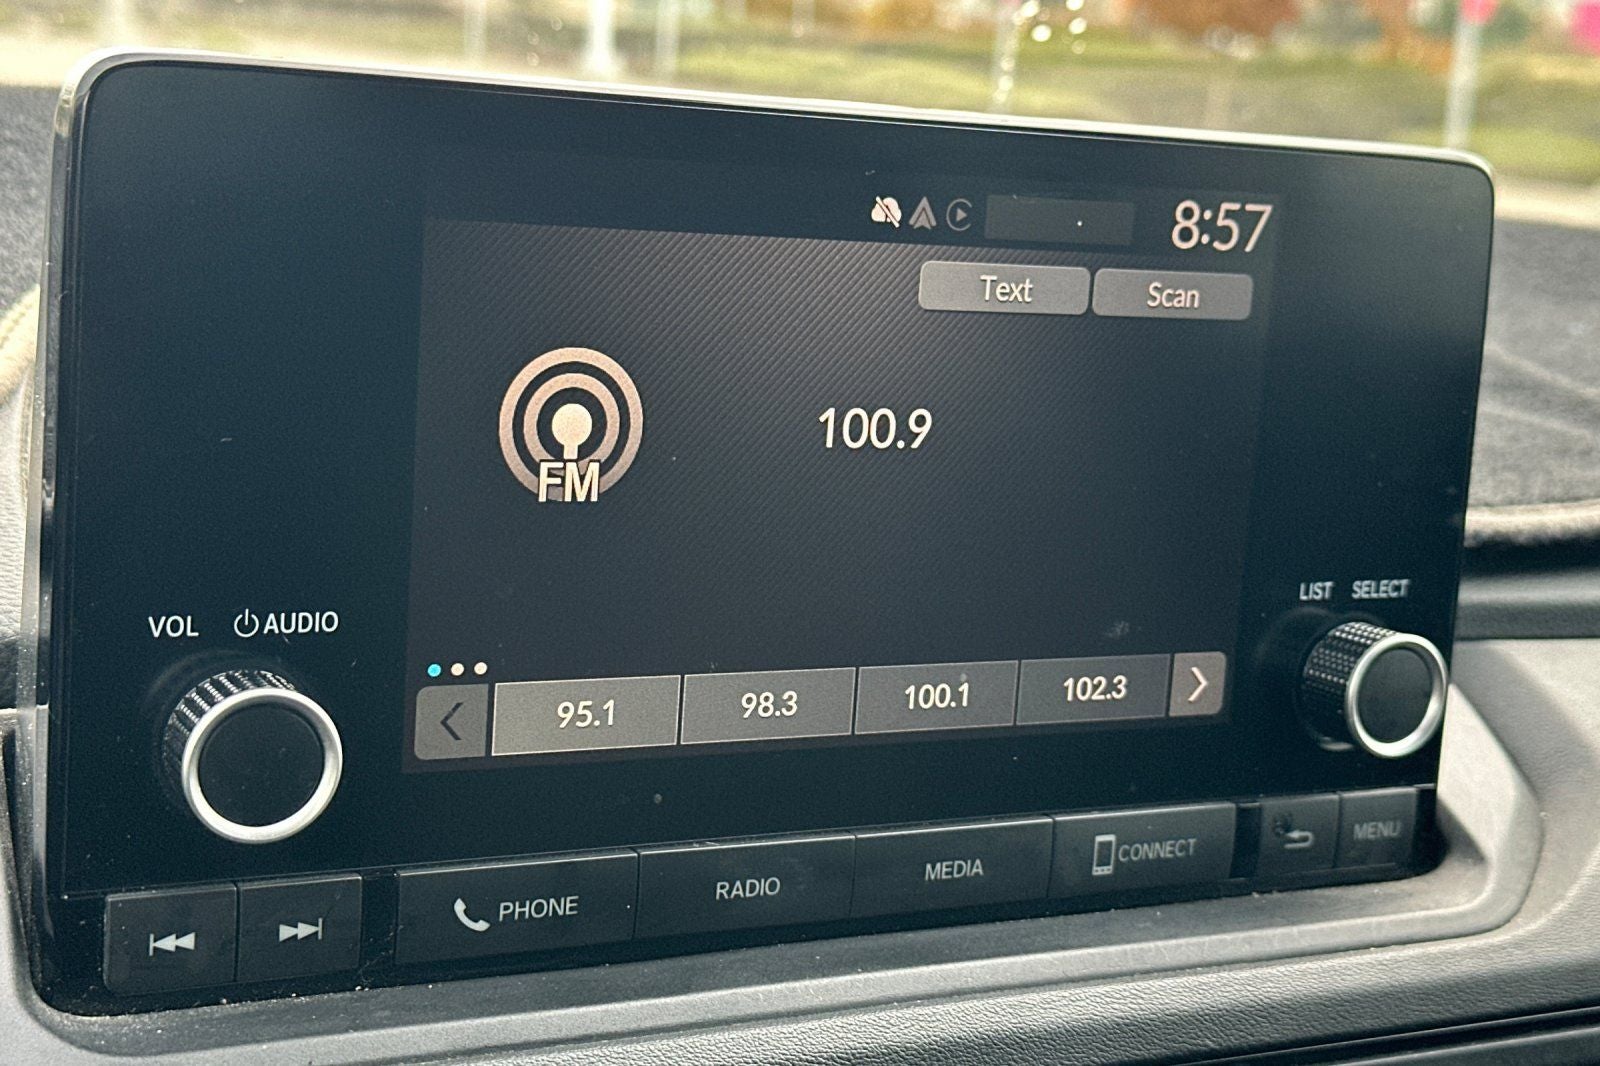 8:57
Text Scan
100.9
FM
LIST SELECT
VOL AUDIO
95.1 98.3 100.1 102.3
PHONE RADIO MEDIA CONNECT MENU